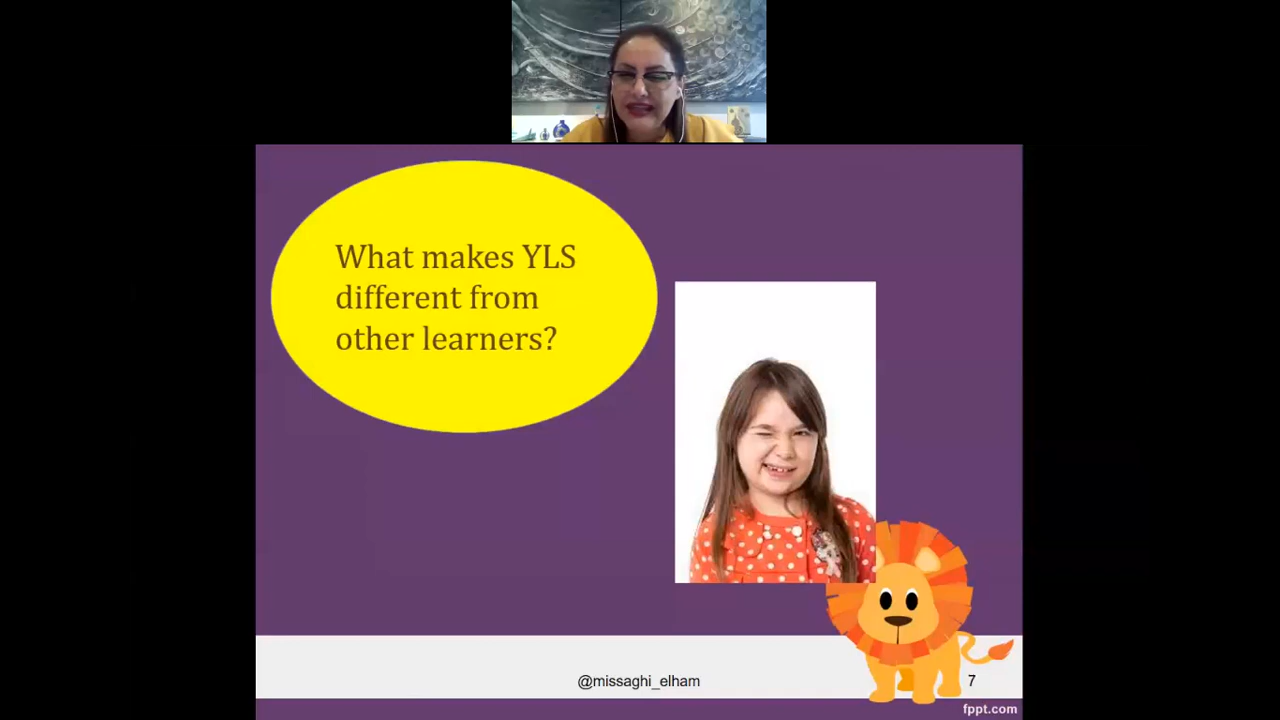 What makes YLS
different from
other learners?
@missaghi_elham
7
fppt.com